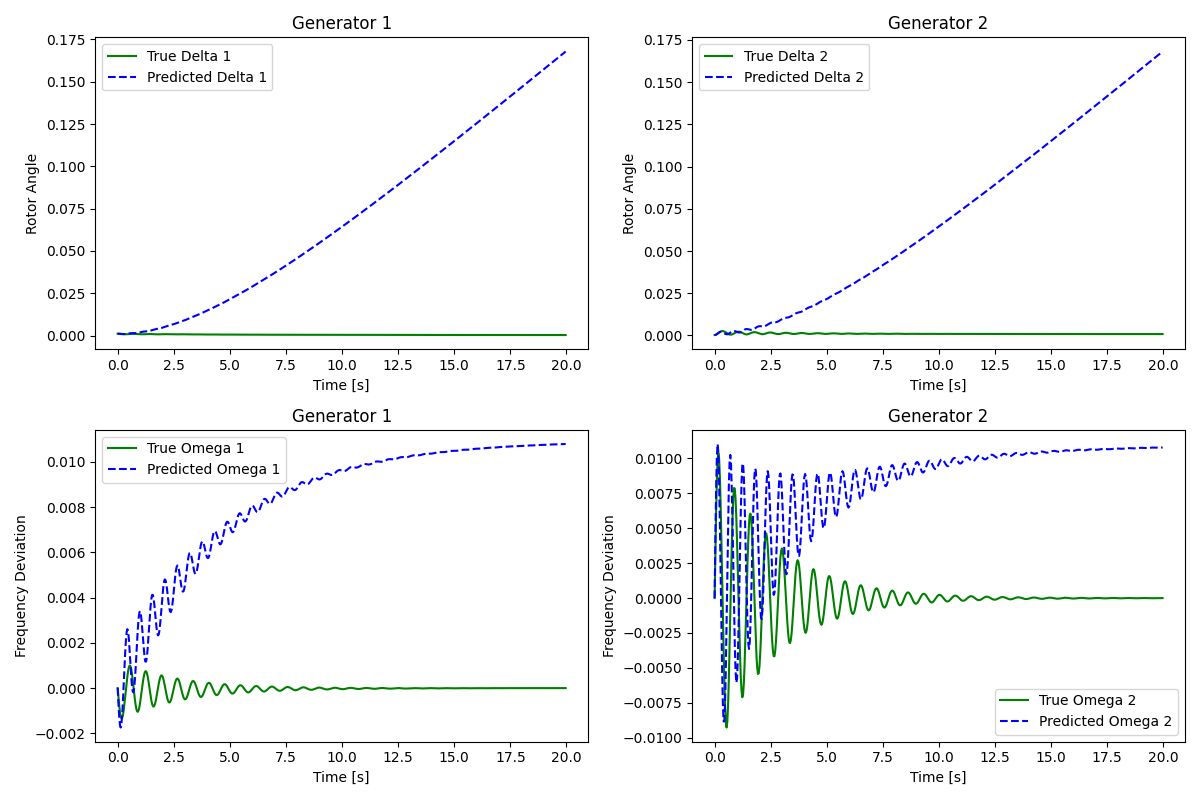 Generator 1
0.175
0.150
0.125
0.100
0.075
0.050
0.025
0.000
Rotor Angle
True Delta 1
Predicted Delta 1
0.0 2.5 5.0 7.5 10.0 12.5 15.0 17.5 20.0
Time [s]
Generator 2
0.175
0.150
0.125
0.100
0.075
0.050
0.025
0.000
Rotor Angle
True Delta 2
Predicted Delta 2
0.0 2.5 5.0 7.5 10.0 12.5 15.0 17.5 20.0
Time [s]
Generator 1
0.010
0.008
0.006
0.004
0.002
0.000
−0.002
Frequency Deviation
True Omega 1
Predicted Omega 1
0.0 2.5 5.0 7.5 10.0 12.5 15.0 17.5 20.0
Time [s]
Generator 2
0.0100
0.0075
0.0050
0.0025
0.0000
−0.0025
−0.0050
−0.0075
−0.0100
Frequency Deviation
True Omega 2
Predicted Omega 2
0.0 2.5 5.0 7.5 10.0 12.5 15.0 17.5 20.0
Time [s]